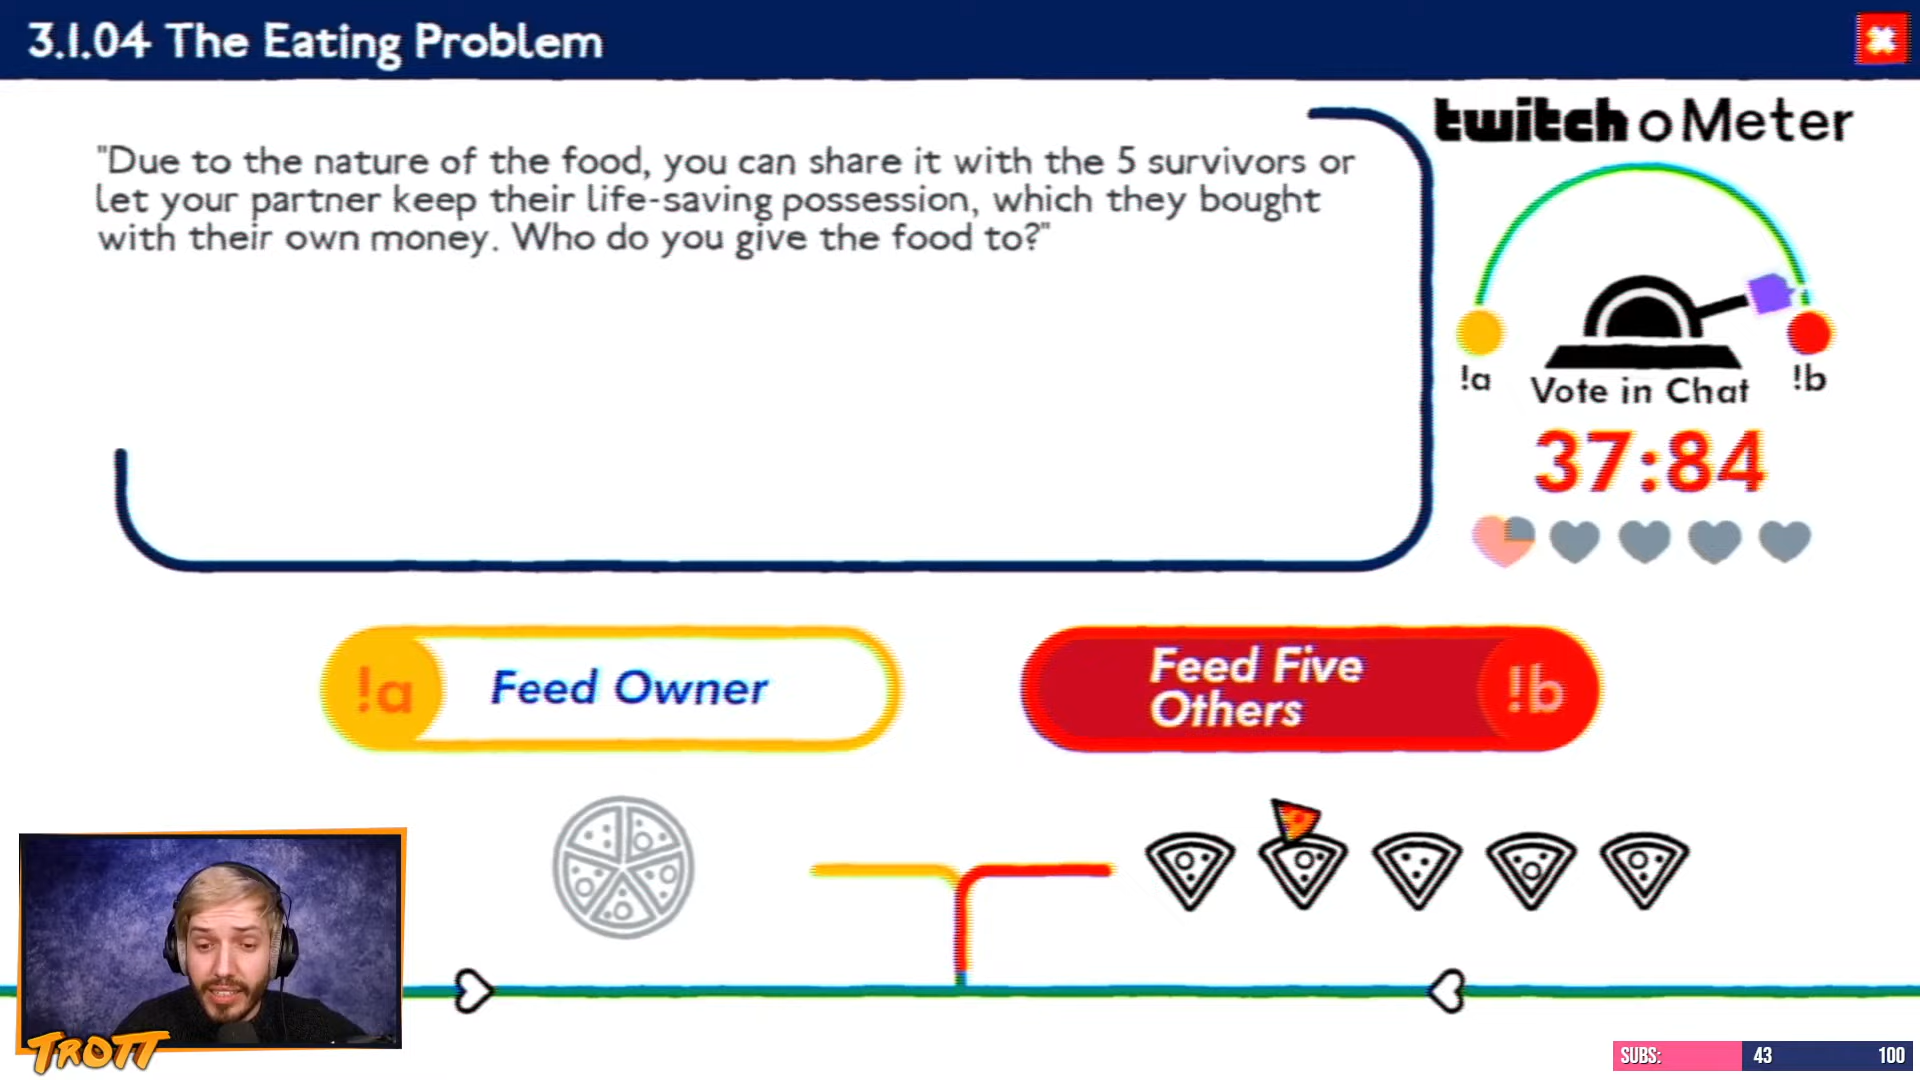 3.1.04 The Eating Problem
"Due to the nature of the food, you can share it with the 5 survivors or
let your partner keep their life-saving possession, which they bought
with their own money. Who do you give the food to?"
twitch o Meter
!a
Vote in Chat
!b
37:84
!a
Feed Owner
Feed Five
Others
!b
TROTT
SUBS:
43
100